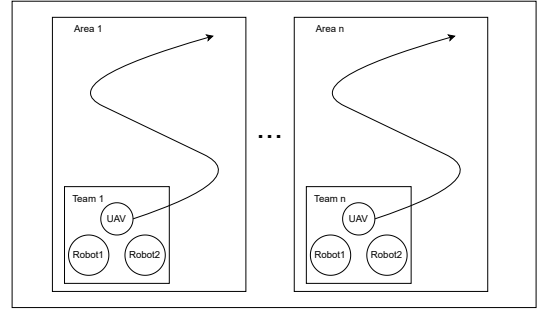 Area 1
Team 1
UAV
Robot1
Robot2
...
Area n
Team n
UAV
Robot1
Robot2